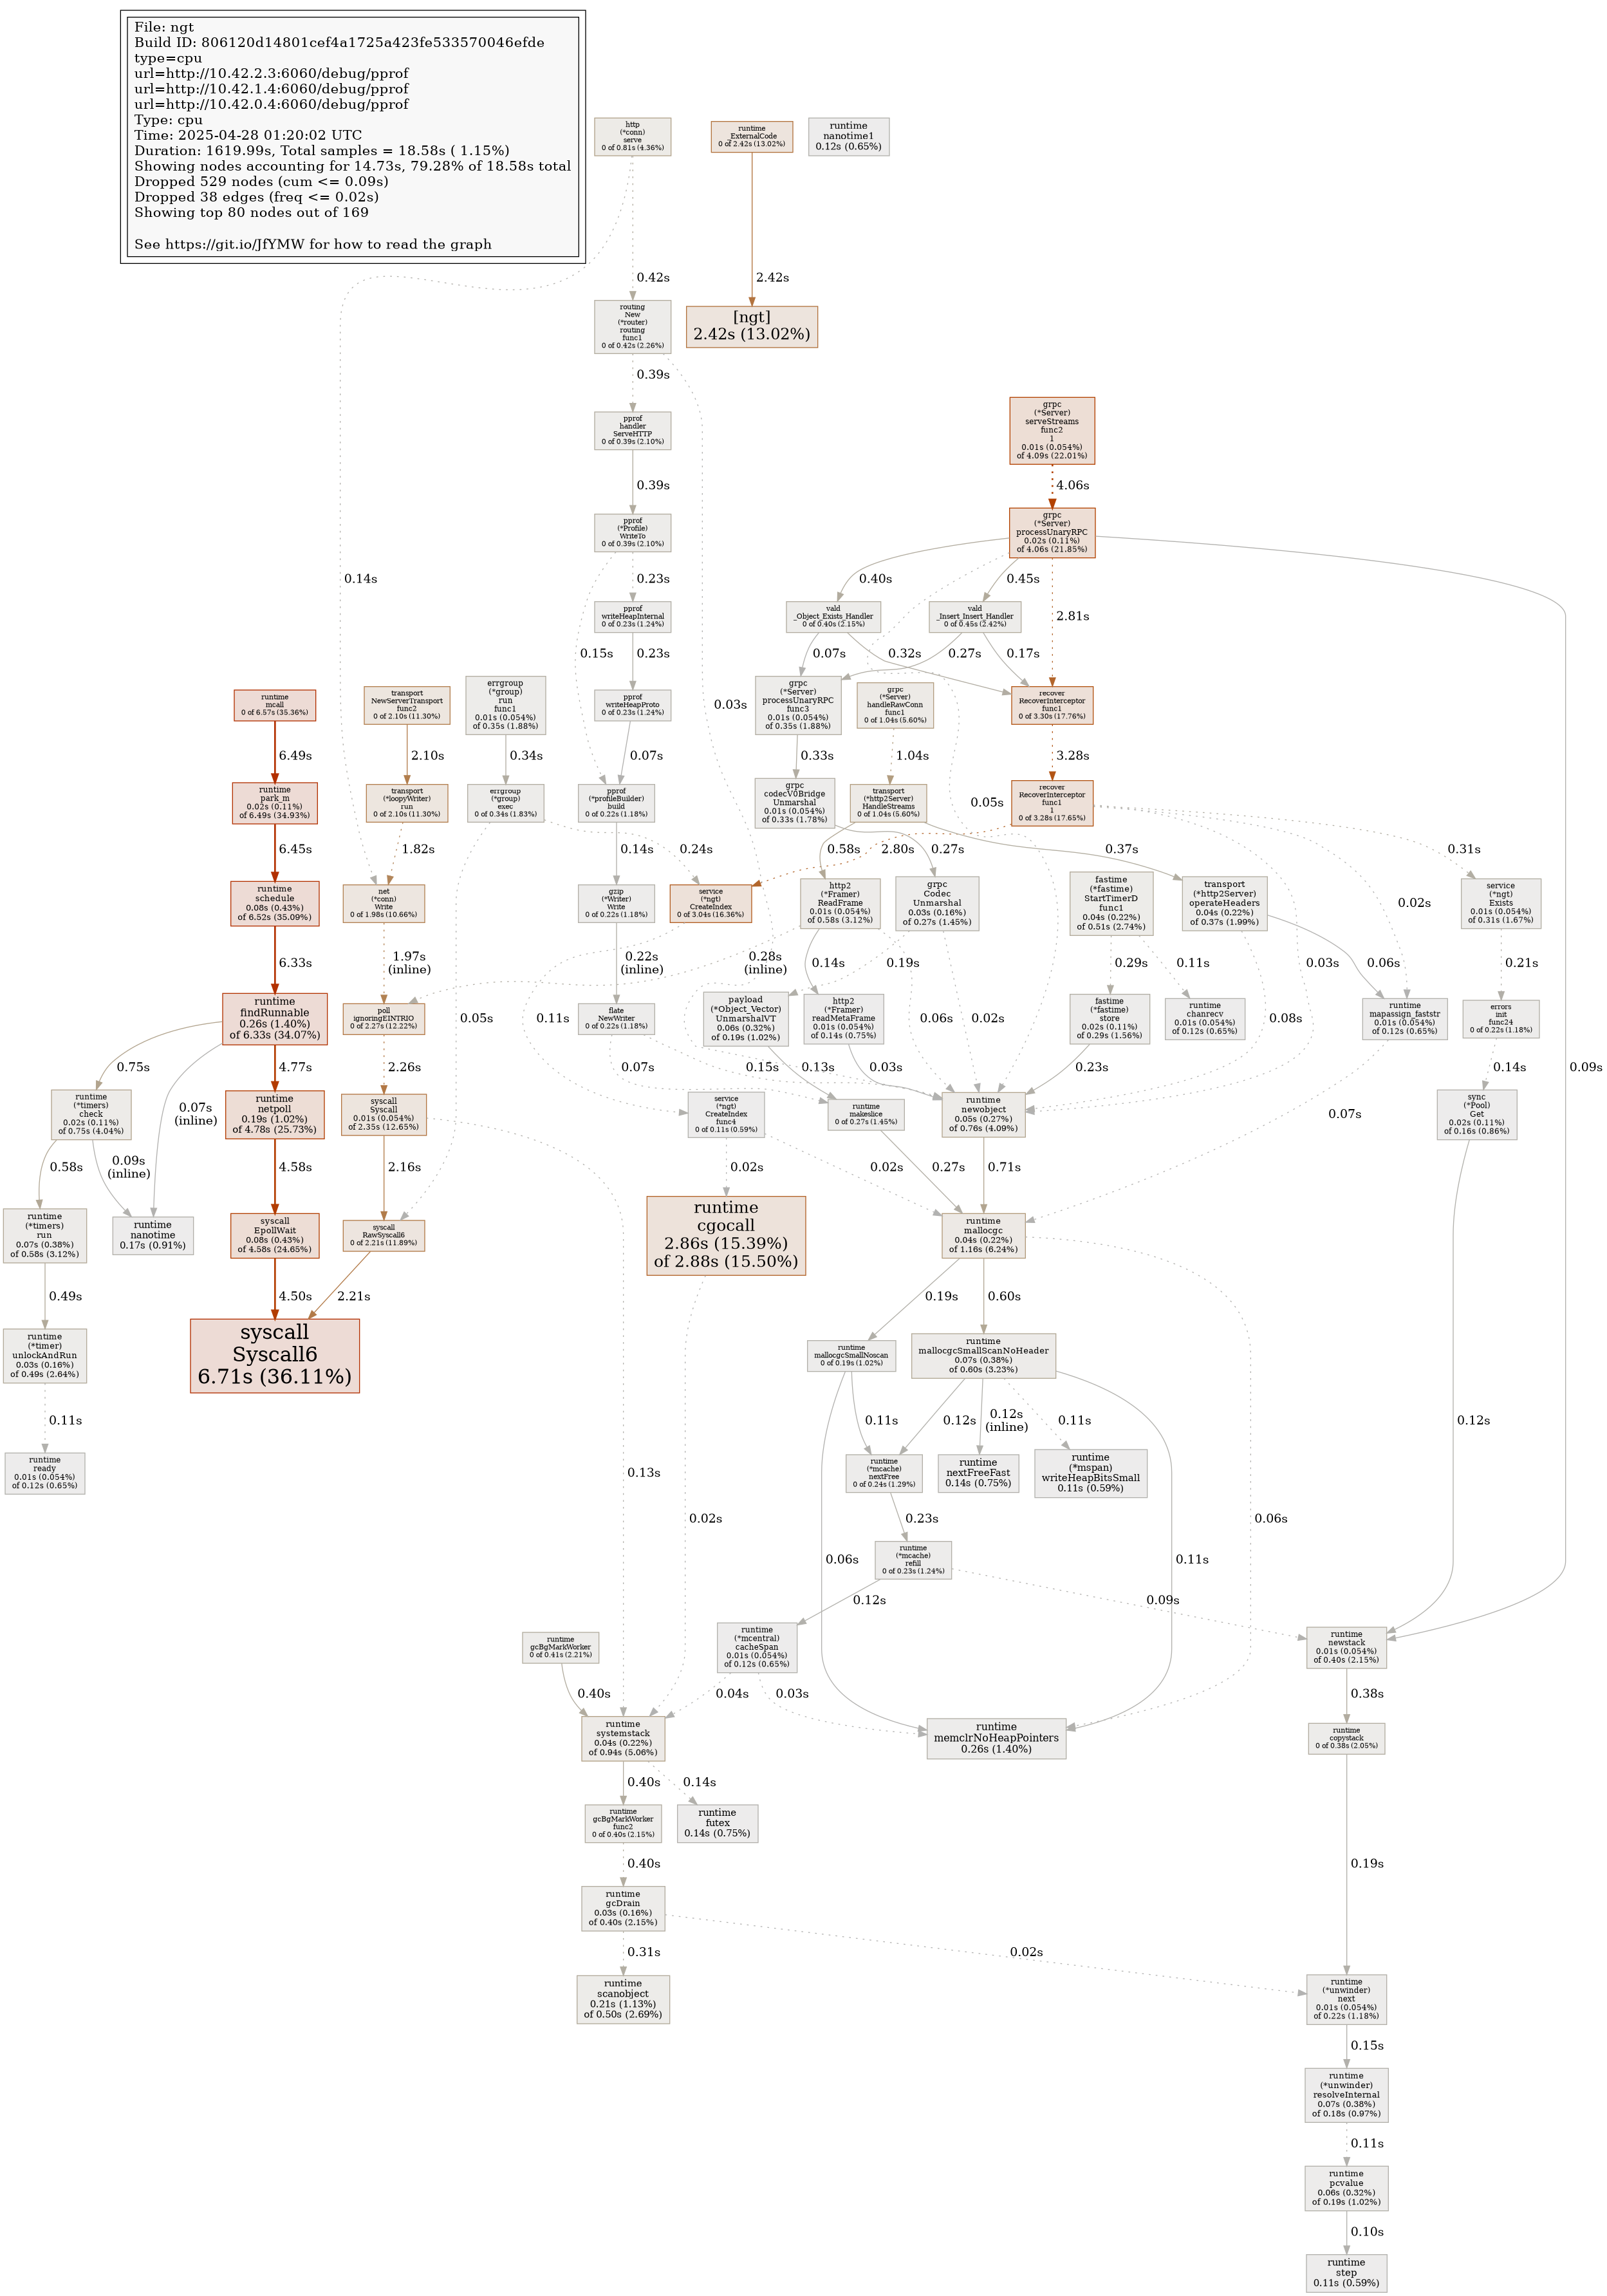 File: ngt
Build ID: 806120d14801cef4a1725a423fe533570046efde
type=cpu
url=http://10.42.2.3:6060/debug/pprof
url=http://10.42.1.4:6060/debug/pprof
url=http://10.42.0.4:6060/debug/pprof
Type: cpu
Time: 2025-04-28 01:20:02 UTC
Duration: 1619.99s, Total samples = 18.58s ( 1.15%)
Showing nodes accounting for 14.73s, 79.28% of 18.58s total
Dropped 529 nodes (cum <= 0.09s)
Dropped 38 edges (freq <= 0.02s)
Showing top 80 nodes out of 169
See https://git.io/JfYMW for how to read the graph
http
(*conn)
serve
0 of 0.81s (4.36%)
runtime
_ExternalCode
0 of 2.42s (13.02%)
runtime
nanotime1
0.12s (0.65%)
0.42s
2.42s
routing
New
(*router)
routing
func1
0 of 0.42s (2.26%)
[ngt]
2.42s (13.02%)
0.39s
pprof
handler
ServeHTTP
0 of 0.39s (2.10%)
grpc
(*Server)
serveStreams
func2
1
0.01s (0.054%)
of 4.09s (22.01%)
0.39s
4.06s
pprof
(*Profile)
WriteTo
0 of 0.39s (2.10%)
grpc
(*Server)
processUnaryRPC
0.02s (0.11%)
of 4.06s (21.85%)
0.14s
0.23s
0.40s
0.45s
pprof
writeHeapInternal
0 of 0.23s (1.24%)
vald
_Object_Exists_Handler
0 of 0.40s (2.15%)
vald
_Insert_Insert_Handler
0 of 0.45s (2.42%)
2.81s
0.15s
0.23s
0.07s
0.32s
0.27s
0.17s
runtime
mcall
0 of 6.57s (35.36%)
transport
NewServerTransport
func2
0 of 2.10s (11.30%)
errgroup
(*group)
run
func1
0.01s (0.054%)
of 0.35s (1.88%)
pprof
writeHeapProto
0 of 0.23s (1.24%)
0.03s
grpc
(*Server)
processUnaryRPC
func3
0.01s (0.054%)
of 0.35s (1.88%)
grpc
(*Server)
handleRawConn
func1
0 of 1.04s (5.60%)
recover
RecoverInterceptor
func1
0 of 3.30s (17.76%)
6.49s
2.10s
0.34s
0.07s
0.33s
1.04s
3.28s
runtime
park_m
0.02s (0.11%)
of 6.49s (34.93%)
transport
(*loopyWriter)
run
0 of 2.10s (11.30%)
errgroup
(*group)
exec
0 of 0.34s (1.83%)
pprof
(*profileBuilder)
build
0 of 0.22s (1.18%)
grpc
codecV0Bridge
Unmarshal
0.01s (0.054%)
of 0.33s (1.78%)
transport
(*http2Server)
HandleStreams
0 of 1.04s (5.60%)
0.05s
recover
RecoverInterceptor
func1
1
0 of 3.28s (17.65%)
6.45s
1.82s
0.24s
0.14s
2.80s
0.58s
0.27s
0.37s
0.31s
runtime
schedule
0.08s (0.43%)
of 6.52s (35.09%)
net
(*conn)
Write
0 of 1.98s (10.66%)
gzip
(*Writer)
Write
0 of 0.22s (1.18%)
service
(*ngt)
CreateIndex
0 of 3.04s (16.36%)
http2
(*Framer)
ReadFrame
0.01s (0.054%)
of 0.58s (3.12%)
grpc
Codec
Unmarshal
0.03s (0.16%)
of 0.27s (1.45%)
fastime
(*fastime)
StartTimerD
func1
0.04s (0.22%)
of 0.51s (2.74%)
transport
(*http2Server)
operateHeaders
0.04s (0.22%)
of 0.37s (1.99%)
0.02s
service
(*ngt)
Exists
0.01s (0.054%)
of 0.31s (1.67%)
6.33s
1.97s
(inline)
0.22s
(inline)
0.28s
(inline)
0.14s
0.19s
0.29s
0.11s
0.03s
0.06s
0.21s
runtime
findRunnable
0.26s (1.40%)
of 6.33s (34.07%)
poll
ignoringEINTRIO
0 of 2.27s (12.22%)
0.05s
0.11s
flate
NewWriter
0 of 0.22s (1.18%)
payload
(*Object_Vector)
UnmarshalVT
0.06s (0.32%)
of 0.19s (1.02%)
http2
(*Framer)
readMetaFrame
0.01s (0.054%)
of 0.14s (0.75%)
0.06s
0.02s
fastime
(*fastime)
store
0.02s (0.11%)
of 0.29s (1.56%)
runtime
chanrecv
0.01s (0.054%)
of 0.12s (0.65%)
0.08s
runtime
mapassign_faststr
0.01s (0.054%)
of 0.12s (0.65%)
errors
init
func24
0 of 0.22s (1.18%)
0.75s
0.07s
(inline)
4.77s
2.26s
0.07s
0.15s
0.13s
0.03s
0.23s
0.14s
0.09s
runtime
(*timers)
check
0.02s (0.11%)
of 0.75s (4.04%)
runtime
netpoll
0.19s (1.02%)
of 4.78s (25.73%)
syscall
Syscall
0.01s (0.054%)
of 2.35s (12.65%)
service
(*ngt)
CreateIndex
func4
0 of 0.11s (0.59%)
runtime
makeslice
0 of 0.27s (1.45%)
runtime
newobject
0.05s (0.27%)
of 0.76s (4.09%)
0.07s
sync
(*Pool)
Get
0.02s (0.11%)
of 0.16s (0.86%)
0.58s
0.09s
(inline)
4.58s
2.16s
0.02s
0.02s
0.27s
0.71s
runtime
(*timers)
run
0.07s (0.38%)
of 0.58s (3.12%)
runtime
nanotime
0.17s (0.91%)
syscall
EpollWait
0.08s (0.43%)
of 4.58s (24.65%)
syscall
RawSyscall6
0 of 2.21s (11.89%)
runtime
cgocall
2.86s (15.39%)
of 2.88s (15.50%)
runtime
mallocgc
0.04s (0.22%)
of 1.16s (6.24%)
0.49s
4.50s
2.21s
0.19s
0.60s
runtime
(*timer)
unlockAndRun
0.03s (0.16%)
of 0.49s (2.64%)
syscall
Syscall6
6.71s (36.11%)
runtime
mallocgcSmallNoscan
0 of 0.19s (1.02%)
runtime
mallocgcSmallScanNoHeader
0.07s (0.38%)
of 0.60s (3.23%)
0.11s
0.11s
0.12s
0.12s
(inline)
0.11s
0.12s
runtime
ready
0.01s (0.054%)
of 0.12s (0.65%)
0.13s
runtime
(*mcache)
nextFree
0 of 0.24s (1.29%)
runtime
nextFreeFast
0.14s (0.75%)
runtime
(*mspan)
writeHeapBitsSmall
0.11s (0.59%)
0.02s
0.23s
0.06s
0.06s
runtime
(*mcache)
refill
0 of 0.23s (1.24%)
0.11s
0.12s
0.09s
runtime
gcBgMarkWorker
0 of 0.41s (2.21%)
runtime
(*mcentral)
cacheSpan
0.01s (0.054%)
of 0.12s (0.65%)
runtime
newstack
0.01s (0.054%)
of 0.40s (2.15%)
0.40s
0.04s
0.03s
0.38s
runtime
systemstack
0.04s (0.22%)
of 0.94s (5.06%)
runtime
memclrNoHeapPointers
0.26s (1.40%)
runtime
copystack
0 of 0.38s (2.05%)
0.40s
0.14s
runtime
gcBgMarkWorker
func2
0 of 0.40s (2.15%)
runtime
futex
0.14s (0.75%)
0.40s
0.19s
runtime
gcDrain
0.03s (0.16%)
of 0.40s (2.15%)
0.31s
0.02s
runtime
scanobject
0.21s (1.13%)
of 0.50s (2.69%)
runtime
(*unwinder)
next
0.01s (0.054%)
of 0.22s (1.18%)
0.15s
runtime
(*unwinder)
resolveInternal
0.07s (0.38%)
of 0.18s (0.97%)
0.11s
runtime
pcvalue
0.06s (0.32%)
of 0.19s (1.02%)
0.10s
runtime
step
0.11s (0.59%)